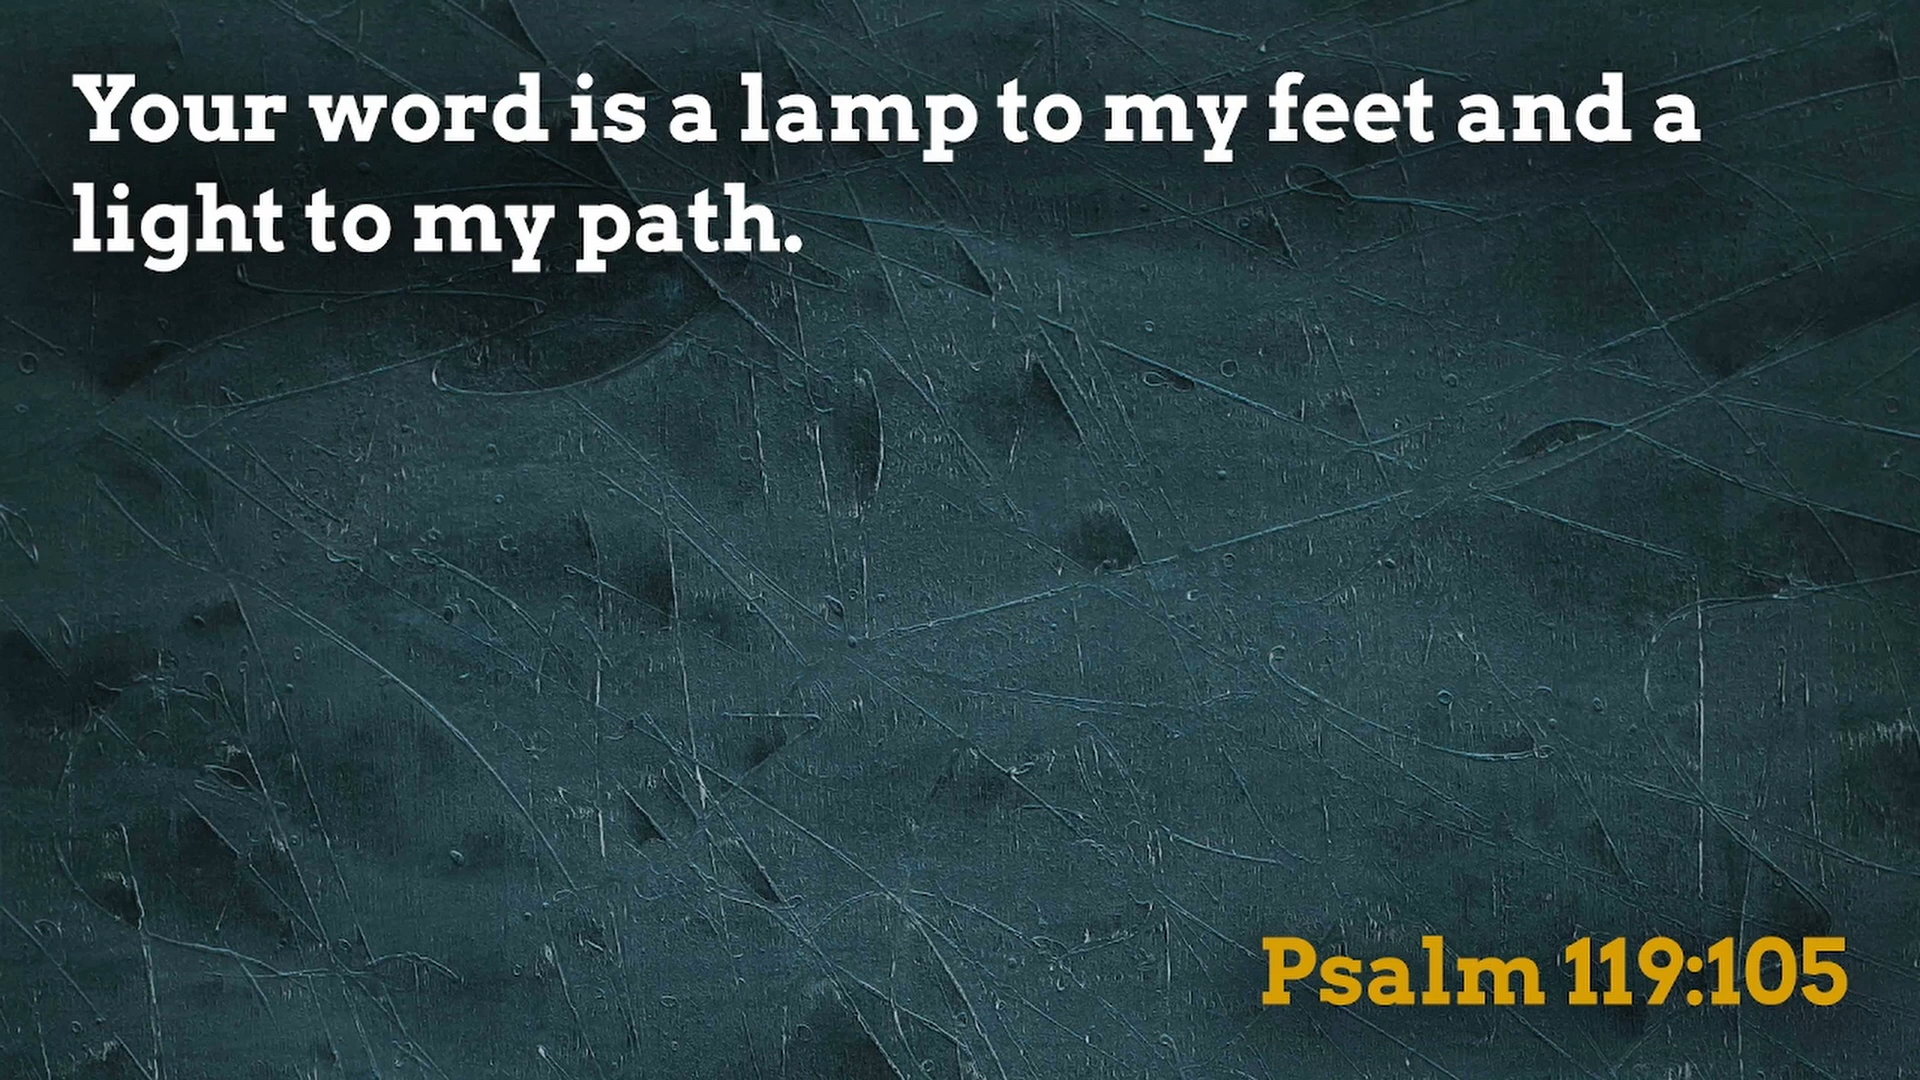 Your word is a lamp to my feet and a
light to my path.
Psalm 119:105